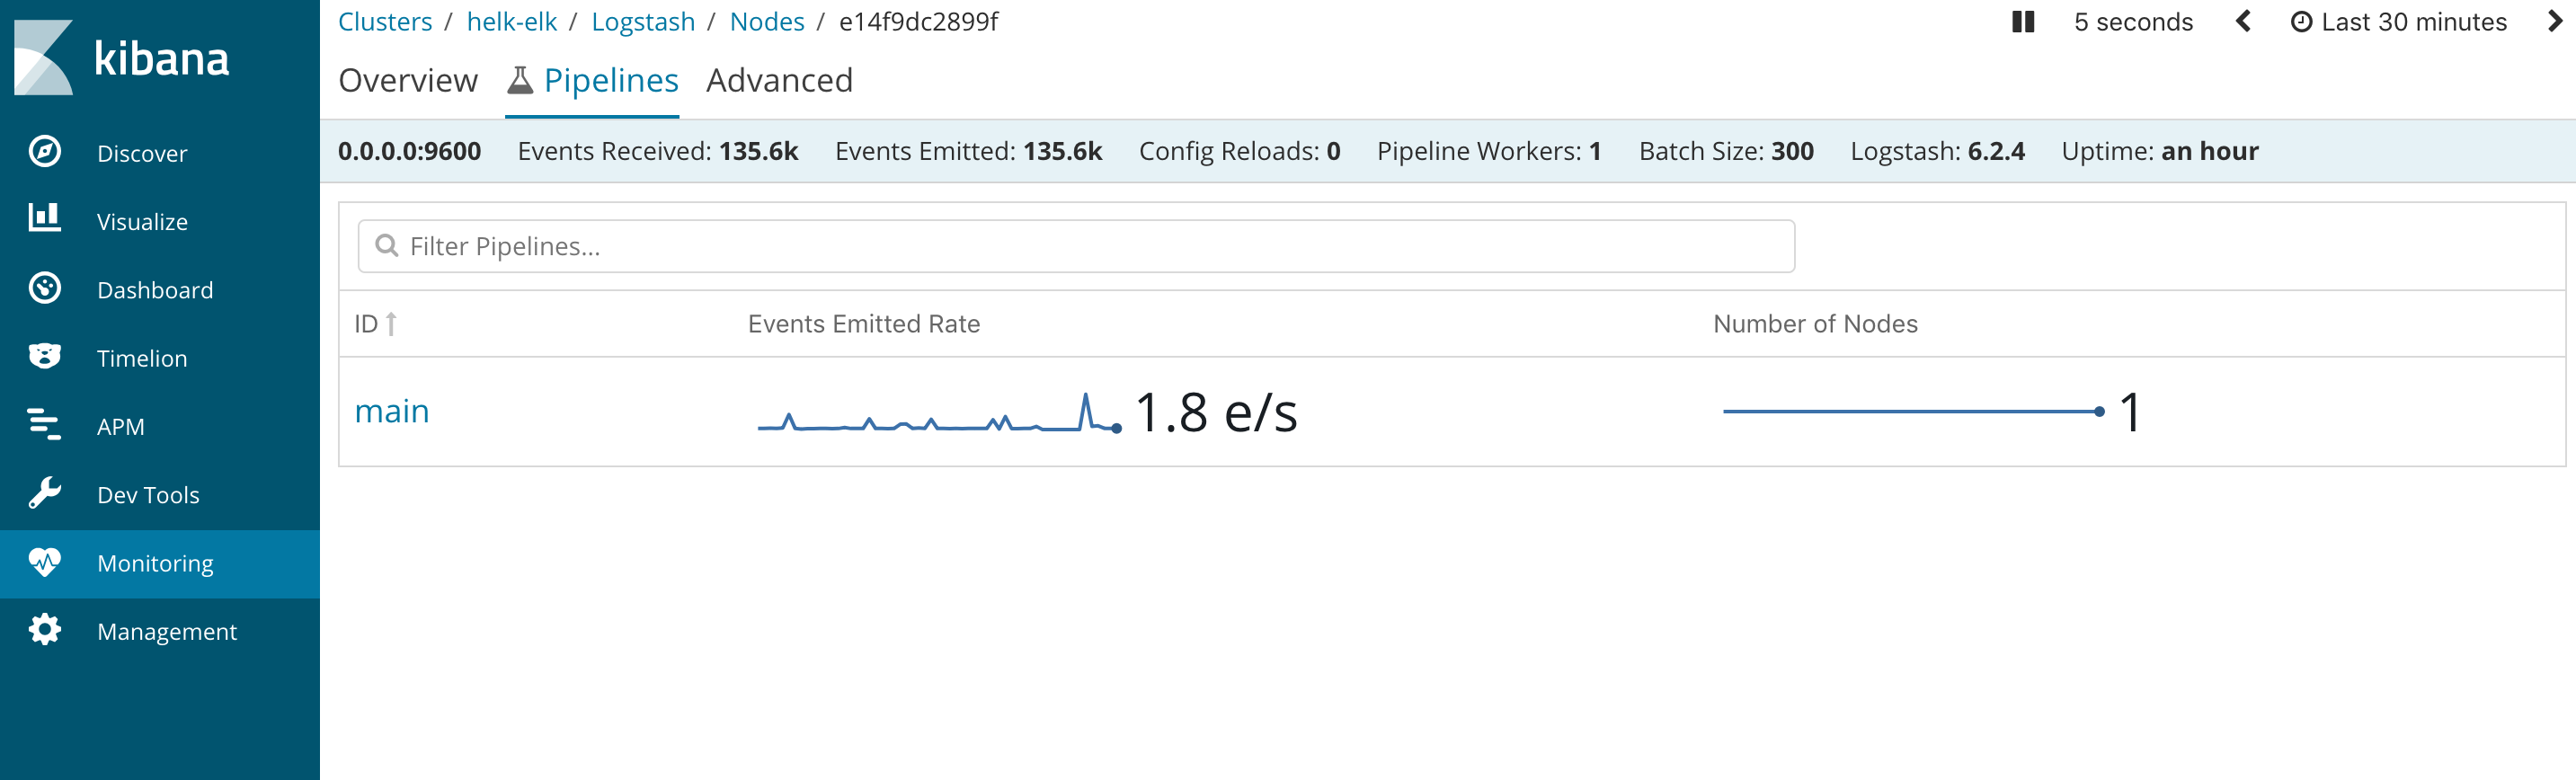 kibana
Discover
Visualize
Dashboard
Timelion
APM
Dev Tools
Monitoring
Management
Clusters / helk-elk / Logstash / Nodes / e14f9dc2899f
5 seconds Last 30 minutes
Overview Pipelines Advanced
0.0.0.0:9600 Events Received: 135.6k Events Emitted: 135.6k Config Reloads: 0 Pipeline Workers: 1 Batch Size: 300 Logstash: 6.2.4 Uptime: an hour
Filter Pipelines...
ID Events Emitted Rate Number of Nodes
main 1.8 e/s 1